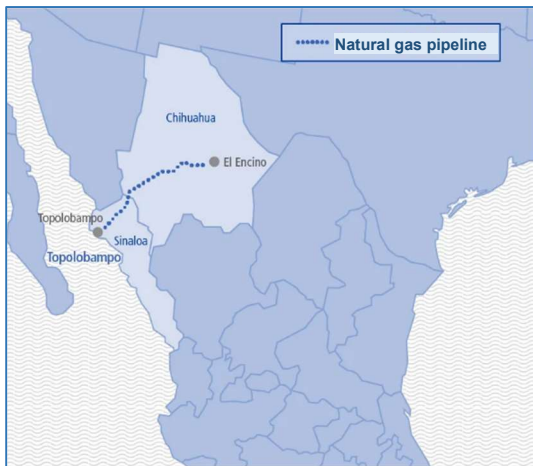 Natural gas pipeline
Chihuahua
El Encino
Topolobampo
Sinaloa
Topolobampo